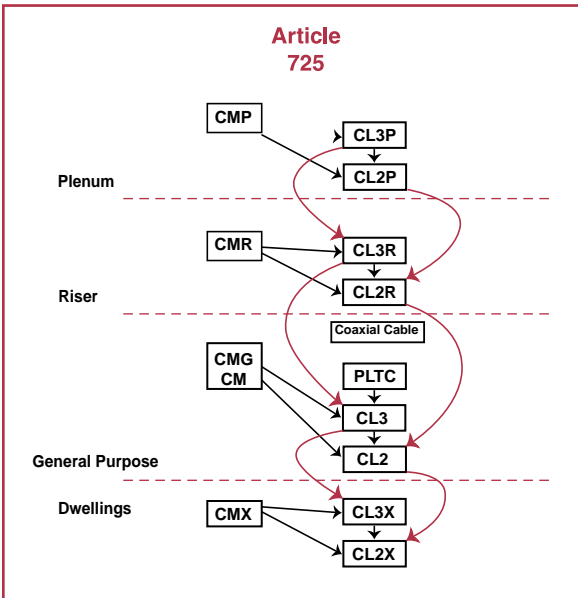 Article
725
CMP
CL3P
CL2P
Plenum
CMR
CL3R
CL2R
Riser
Coaxial Cable
CMG
CM
PLTC
CL3
CL2
General Purpose
Dwellings
CMX
CL3X
CL2X